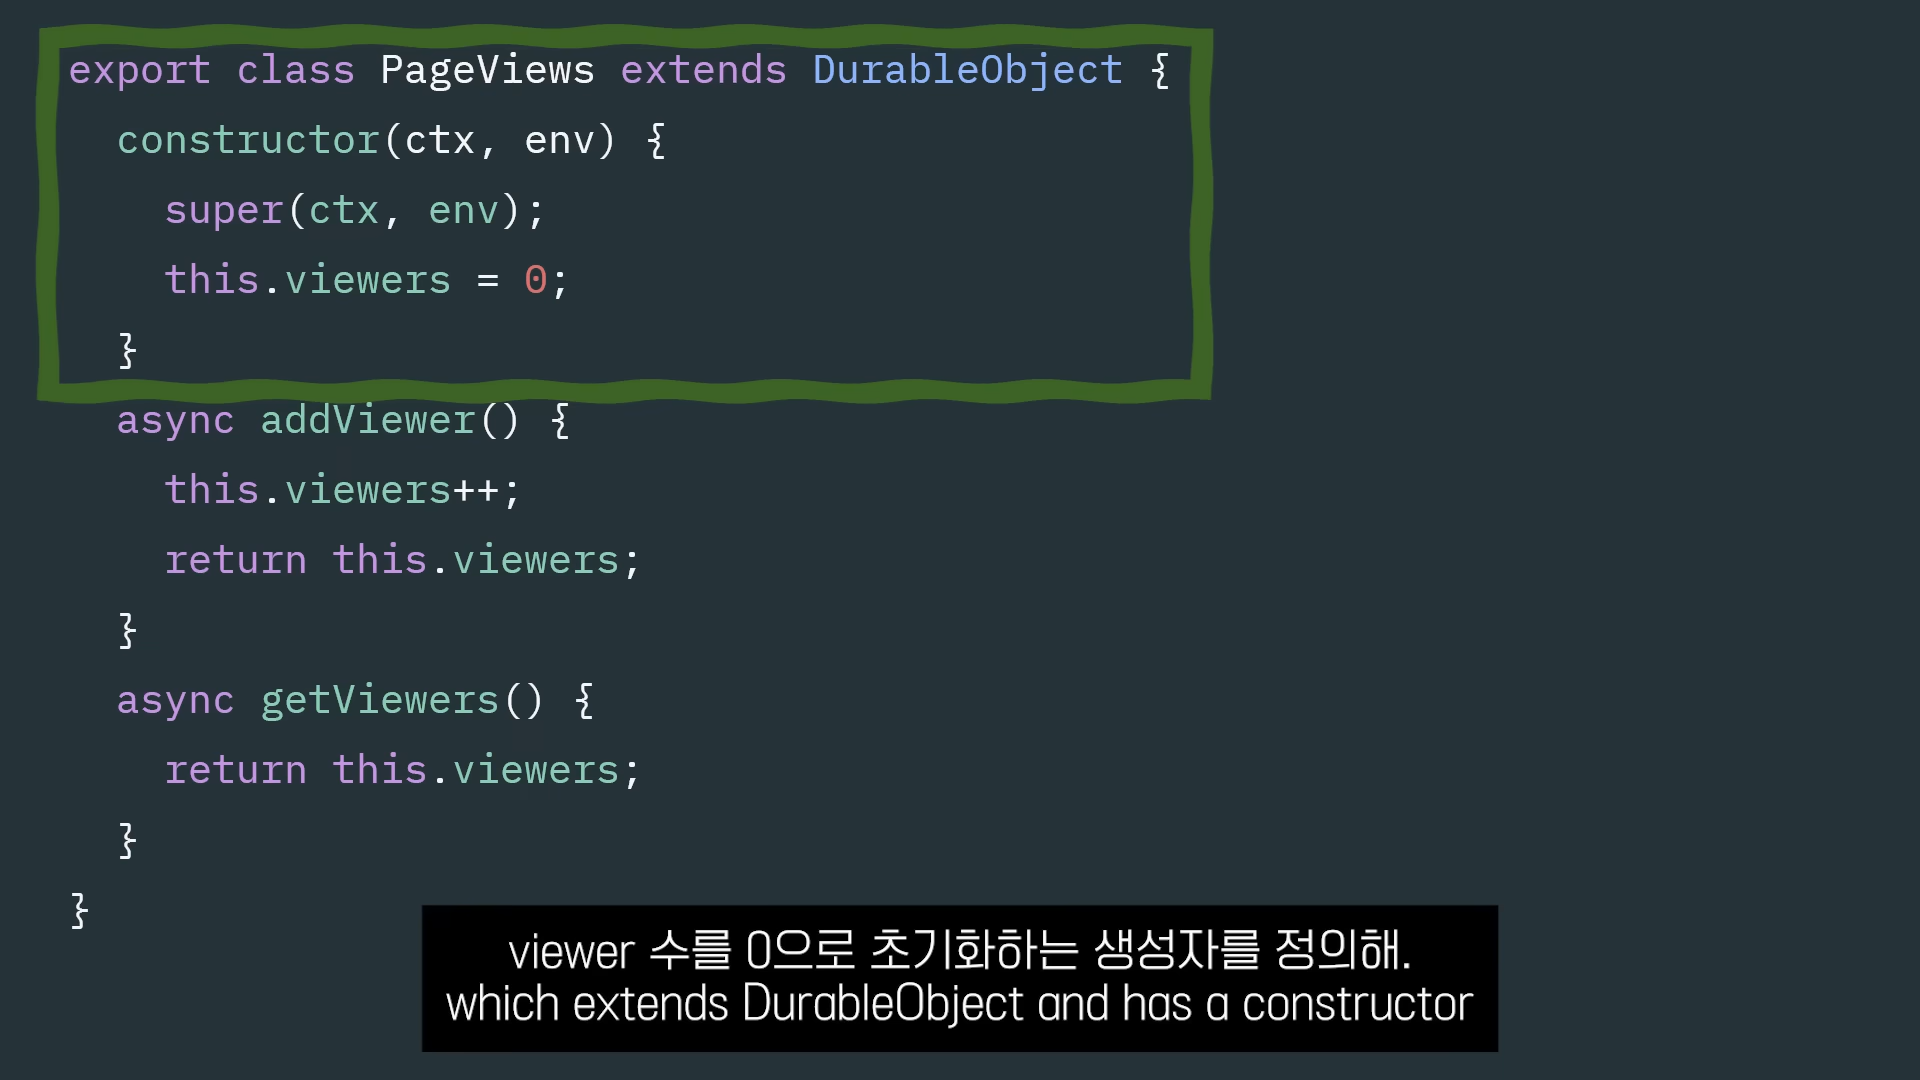 export class PageViews extends DurableObject {
  constructor(ctx, env) {
    super(ctx, env);
    this.viewers = 0;
  }
  async addViewer() {
    this.viewers++;
    return this.viewers;
  }
  async getViewers() {
    return this.viewers;
  }
}
viewer 수를 0으로 초기화하는 생성자를 정의해.
which extends DurableObject and has a constructor